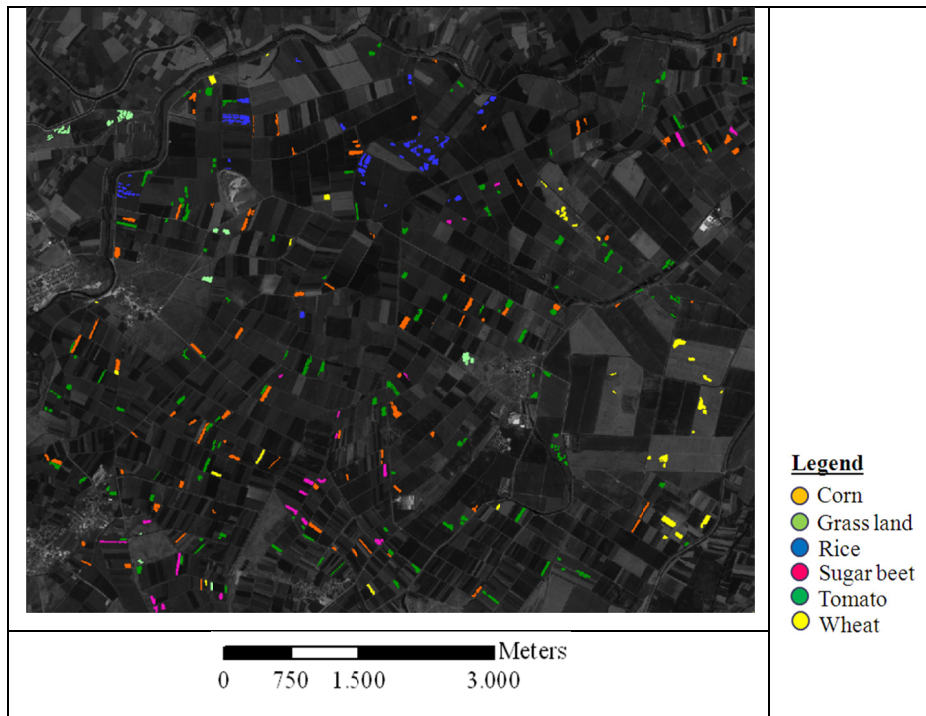 Legend
Corn
Grass land
Rice
Sugar beet
Tomato
Wheat
Meters
0 750 1.500 3.000